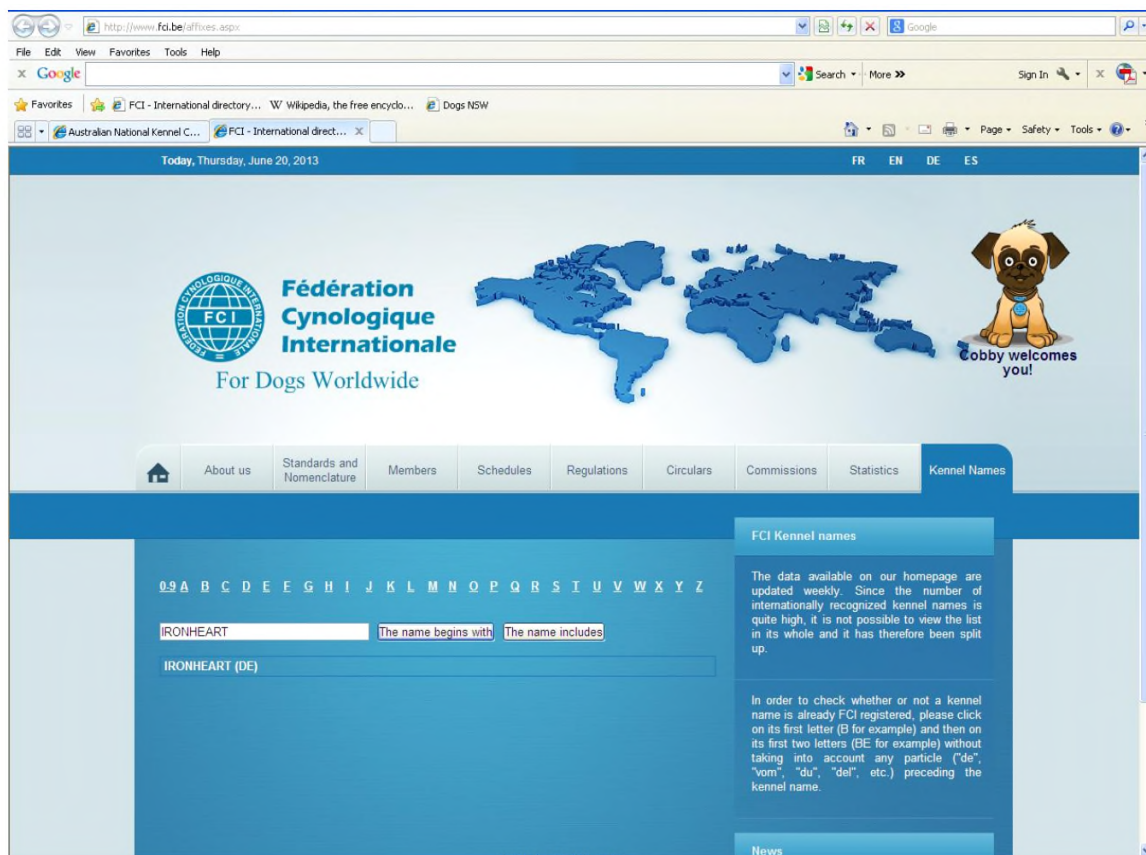 http://www.fci.be/affixes.aspx
Google
File Edit View Favorites Tools Help
x Google
Search More »
Sign In
Favorites
FCI - International directory...
W Wikipedia, the free encyclo...
Dogs NSW
Australian National Kennel C...
FCI - International direct... X
Page Safety Tools
Today, Thursday, June 20, 2013
FR EN DE ES
FEDERATION CYNOLOGIQUE INTERNATIONALE
FCI
Fédération
Cynologique
Internationale
For Dogs Worldwide
Cobby welcomes
you!
About us
Standards and
Nomenclature
Members
Schedules
Regulations
Circulars
Commissions
Statistics
Kennel Names
0-9 A B C D E F G H I J K L M N O P Q R S T U V W X Y Z
IRONHEART
The name begins with
The name includes
IRONHEART (DE)
FCI Kennel names
The data available on our homepage are
updated weekly. Since the number of
internationally recognized kennel names is
quite high, it is not possible to view the list
in its whole and it has therefore been split
up.
In order to check whether or not a kennel
name is already FCI registered, please click
on its first letter (B for example) and then on
its first two letters (BE for example) without
taking into account any particle ("de",
"vom", "du", "del", etc.) preceding the
kennel name.
News